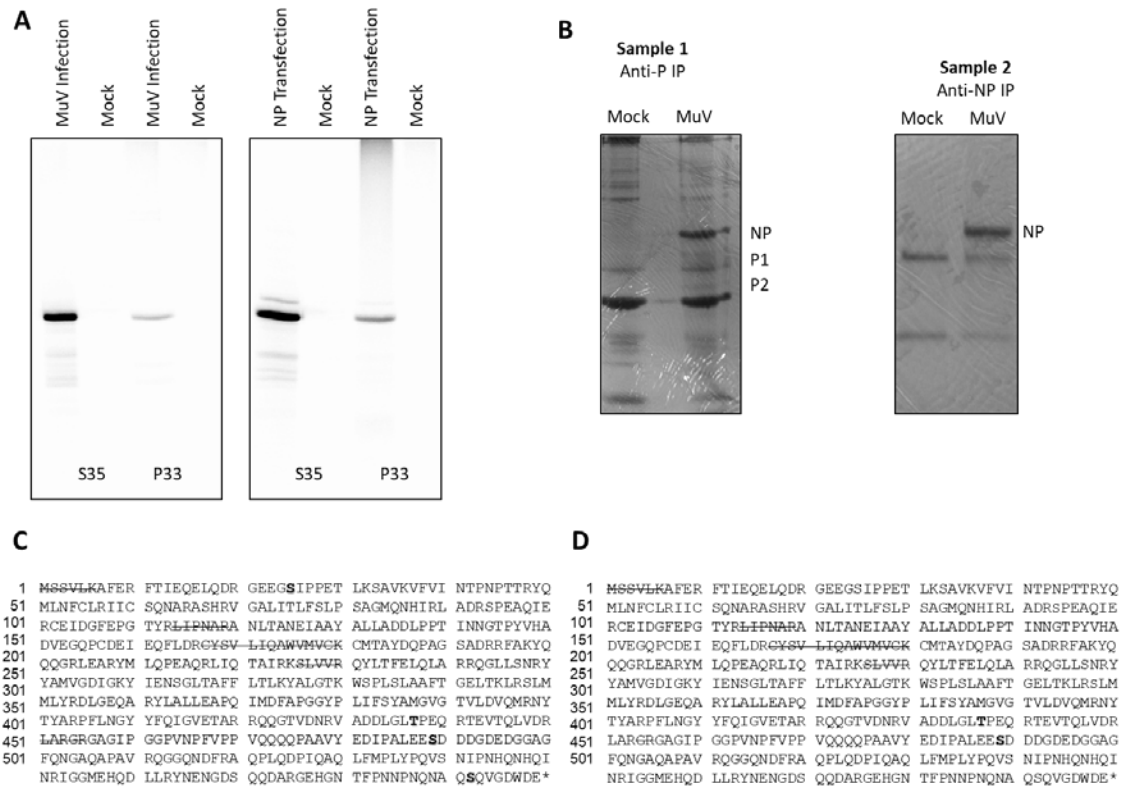 A
MuV Infection
Mock
MuV Infection
Mock
NP Transfection
Mock
NP Transfection
Mock
S35 P33
S35 P33
B
Sample 1
Anti-P IP
Mock MuV
NP
P1
P2
Sample 2
Anti-NP IP
Mock MuV
NP
C
1 MSSVLKAFER FTIEQELQDR GEEGSIPPET LKSAVKVFVI NTPNPTTRYQ
51 MLNFCLRIIC SQNARASHRV GALITLFSLP SAGMQNHIRL ADRSPEAQIE
101 RCEIDGFEPG TYRLIPNARA NLTANEIAAY ALLADDLPPT INNGTPYVHA
151 DVEGQPCDEI EQFLDRCYSV LIQAWVMVCK CMTAYDQPAG SADRRFAKYQ
201 QQGRLEARYM LQPEAQRLIQ TAIRKSLVVR QYLTFELQLA RRQGLLSNRY
251 YAMVGDIGKY IENSGLTAFF LTLKYALGTK WSPLSLAAFT GELTKLRSLM
301 MLYRDLGEQA RYLALLEAPQ IMDFAPGGYP LIFSYAMGVG TVLDVQMRNY
351 TYARPFLNGY YFQIGVETAR RQQGTVDNRV ADDLGLTPEQ RTEVTQLVDR
401 LARGRGAGIP GGPVNPFVPP VQQQQPAAVY EDIPALEESD DDGDEDGGAG
451 FQNGAQAPAV RQGGQNDFRA QPLQDPIQAQ LFMPLYPQVS NIPNHQNHQI
501 NRIGGMEHQD LLRYNENGDS QQDARGEHGN TFPNNPNQNA QSQVGDWDE*
D
1 MSSVLKAFER FTIEQELQDR GEEGSIPPET LKSAVKVFVI NTPNPTTRYQ
51 MLNFCLRIIC SQNARASHRV GALITLFSLP SAGMQNHIRL ADRSPEAQIE
101 RCEIDGFEPG TYRLIPNARA NLTANEIAAY ALLADDLPPT INNGTPYVHA
151 DVEGQPCDEI EQFLDRCYSV LIQAWVMVCK CMTAYDQPAG SADRRFAKYQ
201 QQGRLEARYM LQPEAQRLIQ TAIRKSLVVR QYLTFELQLA RRQGLLSNRY
251 YAMVGDIGKY IENSGLTAFF LTLKYALGTK WSPLSLAAFT GELTKLRSLM
301 MLYRDLGEQA RYLALLEAPQ IMDFAPGGYP LIFSYAMGVG TVLDVQMRNY
351 TYARPFLNGY YFQIGVETAR RQQGTVDNRV ADDLGLTPEQ RTEVTQLVDR
401 LARGRGAGIP GGPVNPFVPP VQQQQPAAVY EDIPALEESD DDGDEDGGAG
451 FQNGAQAPAV RQGGQNDFRA QPLQDPIQAQ LFMPLYPQVS NIPNHQNHQI
501 NRIGGMEHQD LLRYNENGDS QQDARGEHGN TFPNNPNQNA QSQVGDWDE*